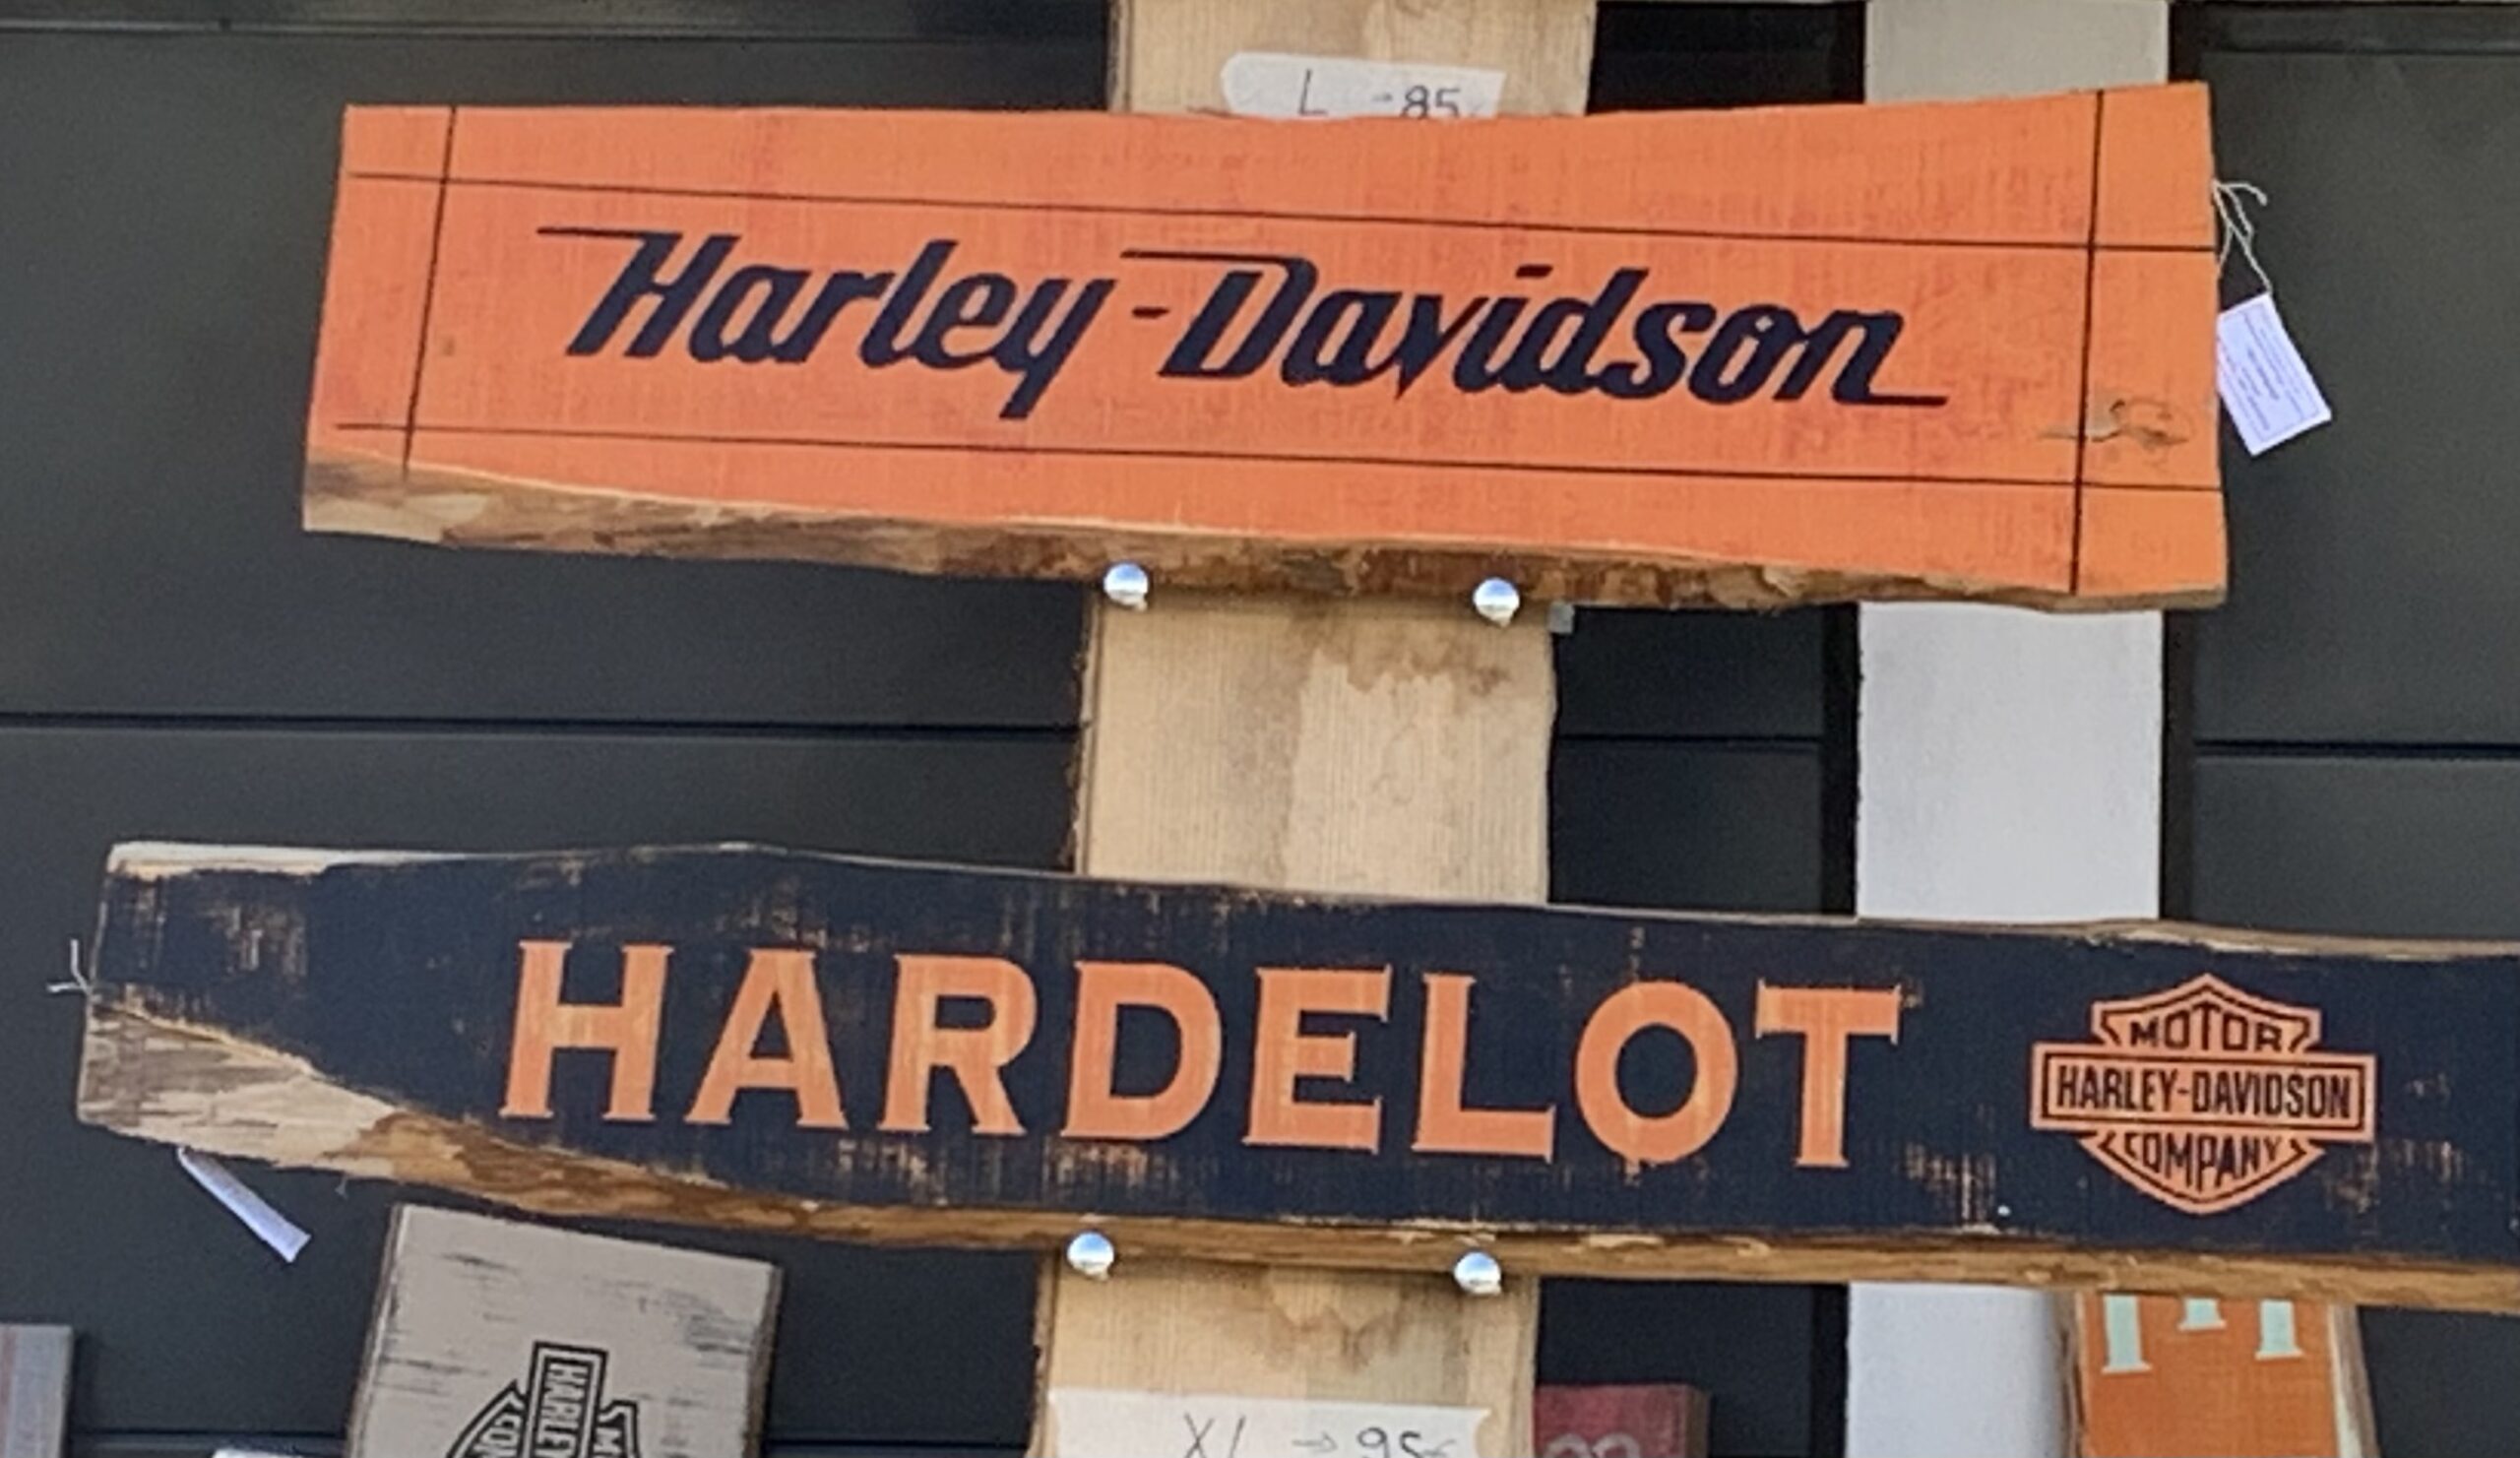 L -85
Harley-Davidson
HARDELOT
MOTOR
HARLEY-DAVIDSON
COMPANY
XL → 95€